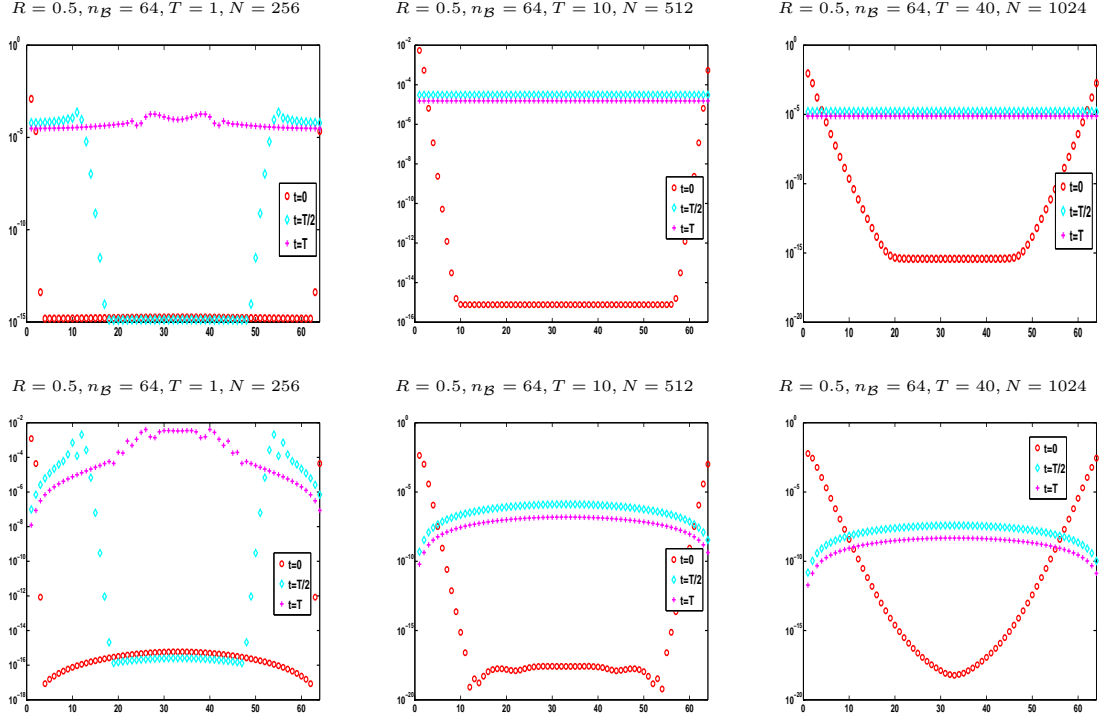 R = 0.5, n_B = 64, T = 1, N = 256
10^0
10^-5
10^-10
10^-15
0 10 20 30 40 50 60
t=0
t=T/2
t=T
R = 0.5, n_B = 64, T = 10, N = 512
10^-2
10^-4
10^-6
10^-8
10^-10
10^-12
10^-14
10^-16
0 10 20 30 40 50 60
t=0
t=T/2
t=T
R = 0.5, n_B = 64, T = 40, N = 1024
10^0
10^-5
10^-10
10^-15
10^-20
0 10 20 30 40 50 60
t=0
t=T/2
t=T
R = 0.5, n_B = 64, T = 1, N = 256
10^-2
10^-4
10^-6
10^-8
10^-10
10^-12
10^-14
10^-16
10^-18
0 10 20 30 40 50 60
t=0
t=T/2
t=T
R = 0.5, n_B = 64, T = 10, N = 512
10^0
10^-5
10^-10
10^-15
10^-20
0 10 20 30 40 50 60
t=0
t=T/2
t=T
R = 0.5, n_B = 64, T = 40, N = 1024
10^0
10^-5
10^-10
10^-15
10^-20
0 10 20 30 40 50 60
t=0
t=T/2
t=T